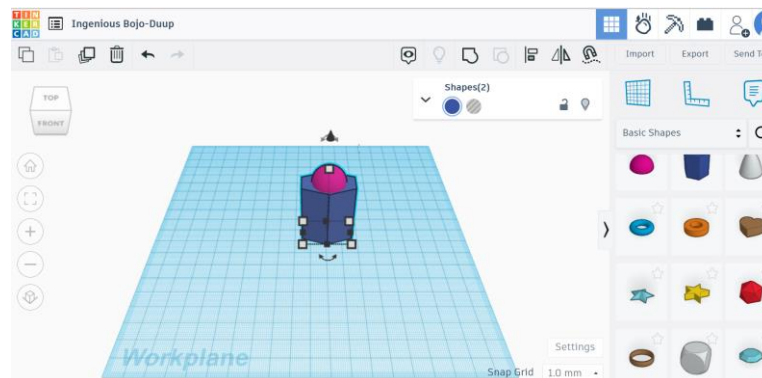 TIN
KER
CAD
Ingenious Bojo-Duup
Import
Export
Send T
Shapes(2)
TOP
FRONT
Basic Shapes
Workplane
Settings
Snap Grid
1.0 mm